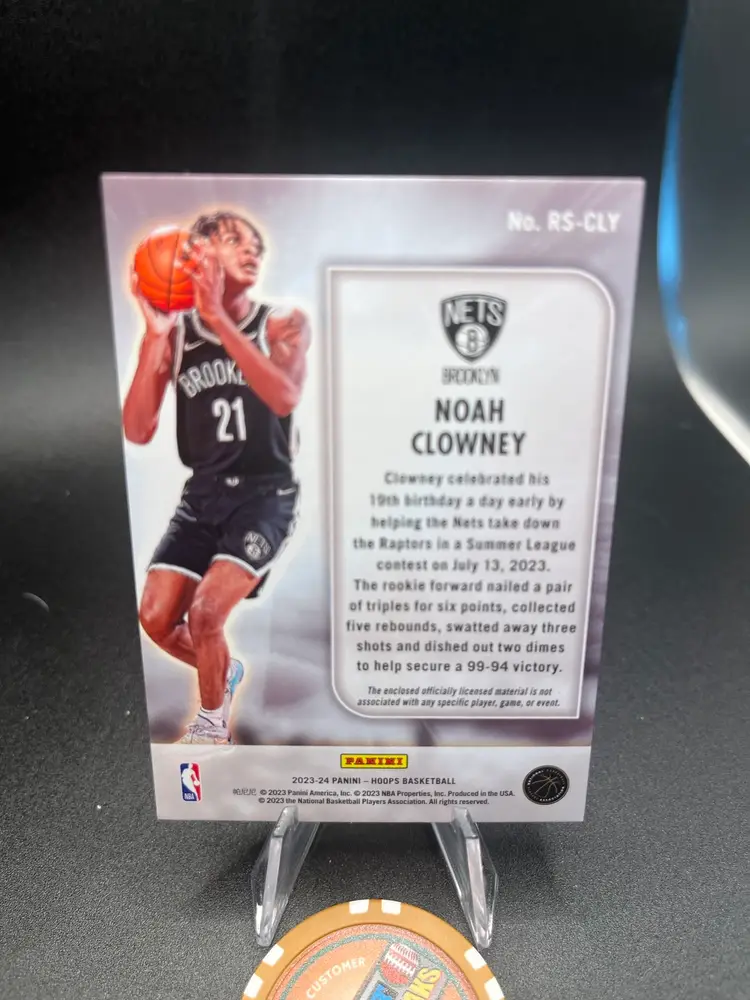 No. RS-CLY
NETS
B
BROOKLYN
NOAH
CLOWNEY
Clowney celebrated his
19th birthday a day early by
helping the Nets take down
the Raptors in a Summer League
contest on July 13, 2023.
The rookie forward nailed a pair
of triples for six points, collected
five rebounds, swatted away three
shots and dished out two dimes
to help secure a 99-94 victory.
The enclosed officially licensed material is not
associated with any specific player, game, or event.
21
NETS
PANINI
2023-24 PANINI – HOOPS BASKETBALL
© 2023 Panini America, Inc. © 2023 NBA Properties, Inc. Produced in the USA.
© 2023 the National Basketball Players Association. All rights reserved.
NBA
CUSTOMER